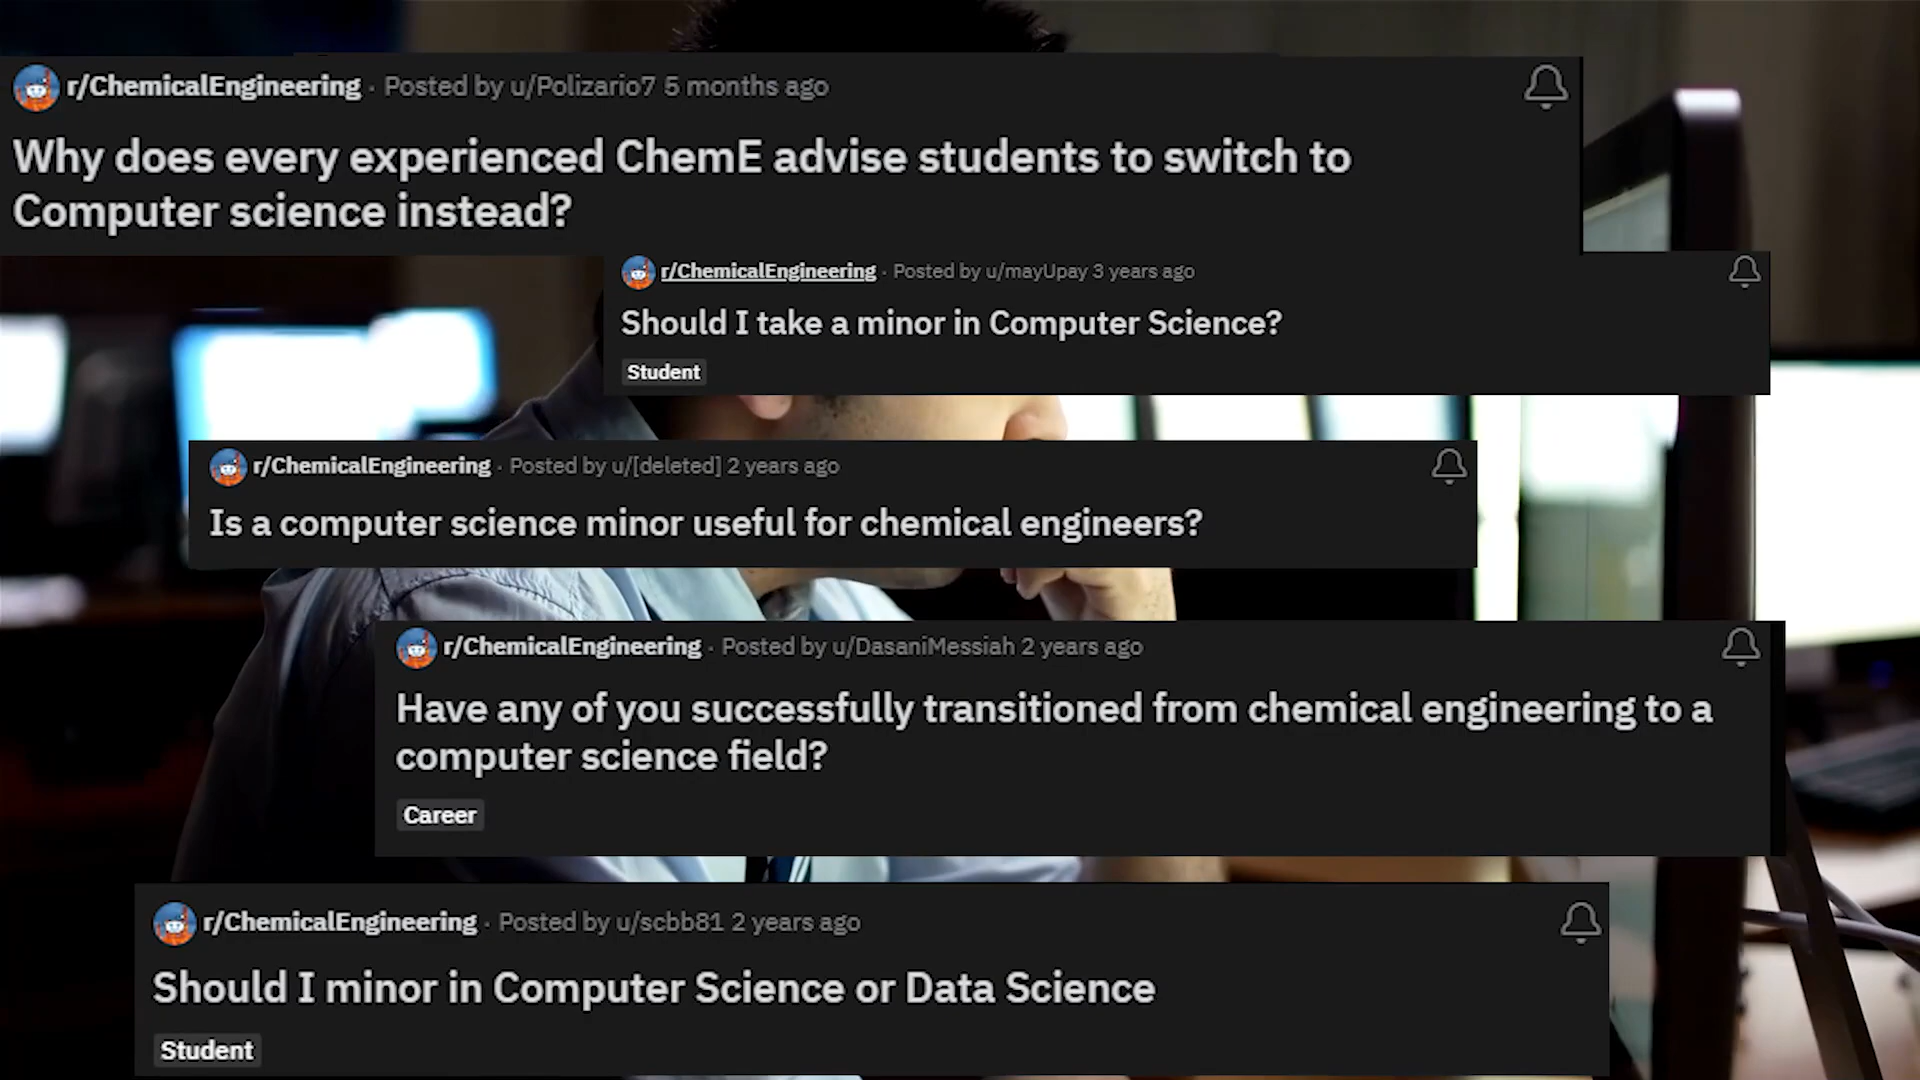 r/ChemicalEngineering · Posted by u/Polizario7 5 months ago
Why does every experienced ChemE advise students to switch to
Computer science instead?
r/ChemicalEngineering · Posted by u/mayUpay 3 years ago
Should I take a minor in Computer Science?
Student
r/ChemicalEngineering · Posted by u/[deleted] 2 years ago
Is a computer science minor useful for chemical engineers?
r/ChemicalEngineering · Posted by u/DasaniMessiah 2 years ago
Have any of you successfully transitioned from chemical engineering to a
computer science field?
Career
r/ChemicalEngineering · Posted by u/scbb81 2 years ago
Should I minor in Computer Science or Data Science
Student